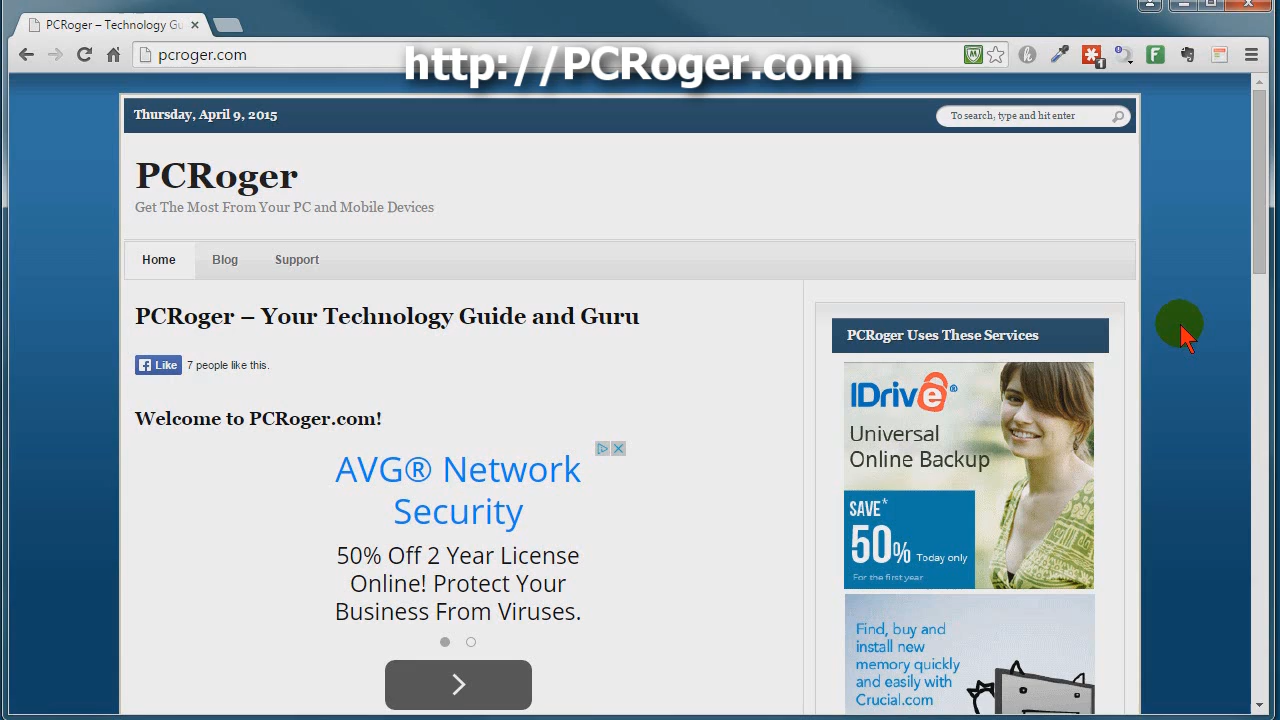 PCRoger – Technology Gu
pcroger.com
http://PCRoger.com
1
Thursday, April 9, 2015
To search, type and hit enter
PCRoger
Get The Most From Your PC and Mobile Devices
Home Blog Support
PCRoger – Your Technology Guide and Guru
Like 7 people like this.
Welcome to PCRoger.com!
AVG® Network
Security
50% Off 2 Year License
Online! Protect Your
Business From Viruses.
PCRoger Uses These Services
IDrive®
Universal
Online Backup
SAVE*
50% Today only
For the first year
Find, buy and
install new
memory quickly
and easily with
Crucial.com